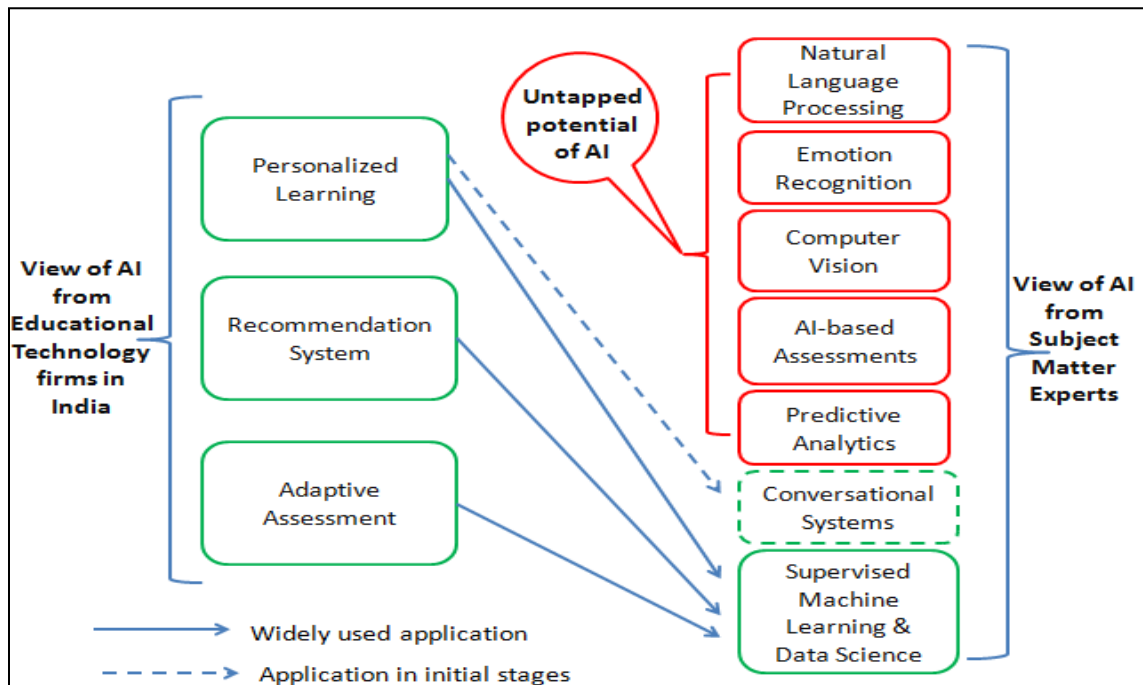 View of AI
from
Educational
Technology
firms in
India
Personalized
Learning
Recommendation
System
Adaptive
Assessment
Untapped
potential
of AI
Natural
Language
Processing
Emotion
Recognition
Computer
Vision
AI-based
Assessments
Predictive
Analytics
Conversational
Systems
Supervised
Machine
Learning &
Data Science
View of AI
from
Subject
Matter
Experts
Widely used application
Application in initial stages